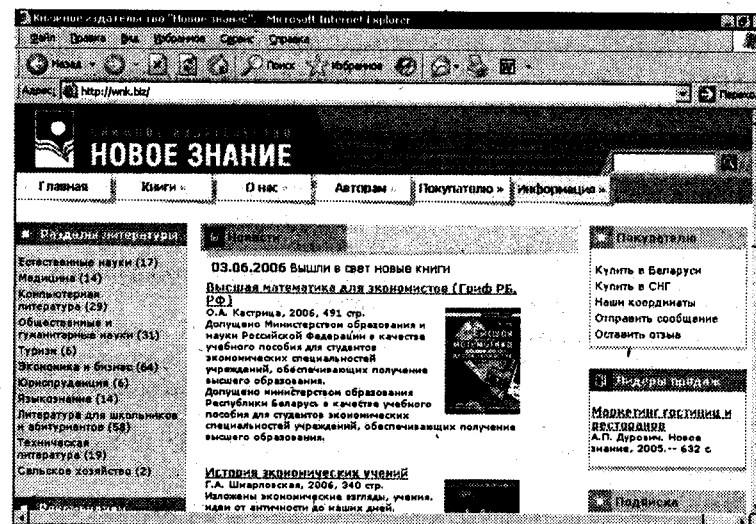 Книжное издательство "Новое знание". - Microsoft Internet Explorer
Файл Правка Вид Избранное Сервис Справка
Назад Поиск Избранное
Адрес: http://wnk.biz/ Переход
НОВОЕ ЗНАНИЕ
Главная Книги » О нас Авторам » Покупателю » Информация »
Разделы литературы
Естественные науки (17)
Медицина (14)
Компьютерная
литература (29)
Общественные и
гуманитарные науки (31)
Туризм (6)
Экономика и бизнес (64)
Юриспруденция (6)
Языкознание (14)
Литература для школьников
и абитуриентов (58)
Техническая
литература (19)
Сельское хозяйство (2)
Новости
03.06.2006 Вышли в свет новые книги
Высшая математика для экономистов (Гриф РБ,
РФ)
О.А. Кастрица, 2006, 491 стр.
Допущено Министерством образования и
науки Российской Федерации в качестве
учебного пособия для студентов
экономических специальностей
учреждений, обеспечивающих получение
высшего образования.
Допущено министерством образования
Республики Беларусь в качестве учебного
пособия для студентов экономических
специальностей учреждений, обеспечивающих получение
высшего образования.
История экономических учений
Г.А. Шмарловская, 2006, 340 стр.
Изложены экономические взгляды, учения,
идеи от античности до наших дней.
Покупателю
Купить в Беларуси
Купить в СНГ
Наши координаты
Отправить сообщение
Оставить отзыв
Лидеры продаж
Маркетинг гостиниц и
ресторанов
А.П. Дурович. Новое
знание, 2005.-- 632 с.
Подписка